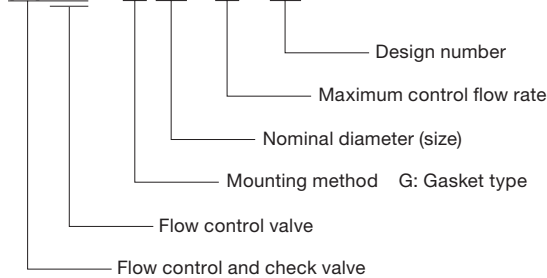 Design number
Maximum control flow rate
Nominal diameter (size)
Mounting method G: Gasket type
Flow control valve
Flow control and check valve